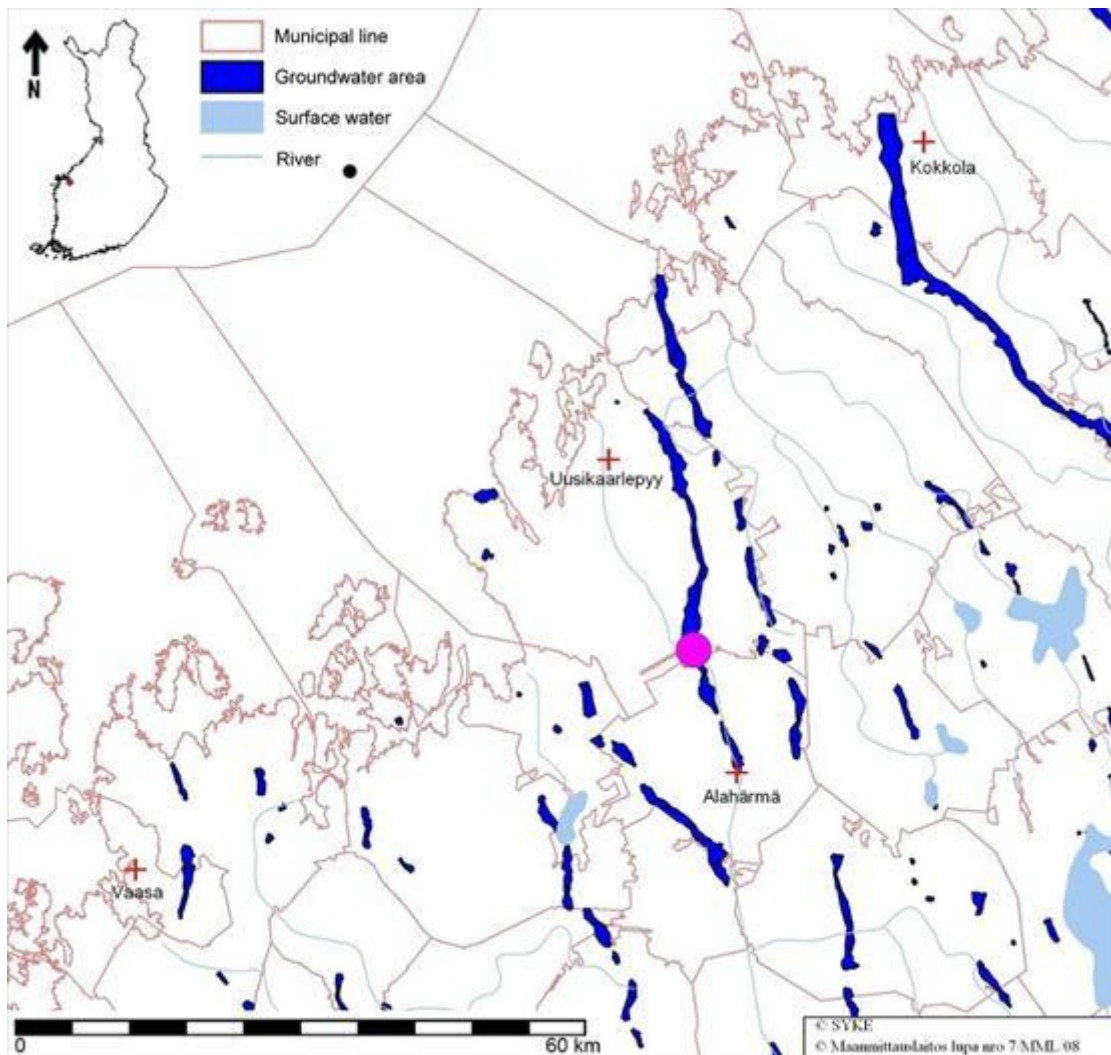 Municipal line
Groundwater area
Surface water
River
N
Kokkola
Uusikaarlepyy
Alahärmä
Vaasa
0
60 km
© SYKE
© Maanmittauslaitos lupa nro 7/MML/08